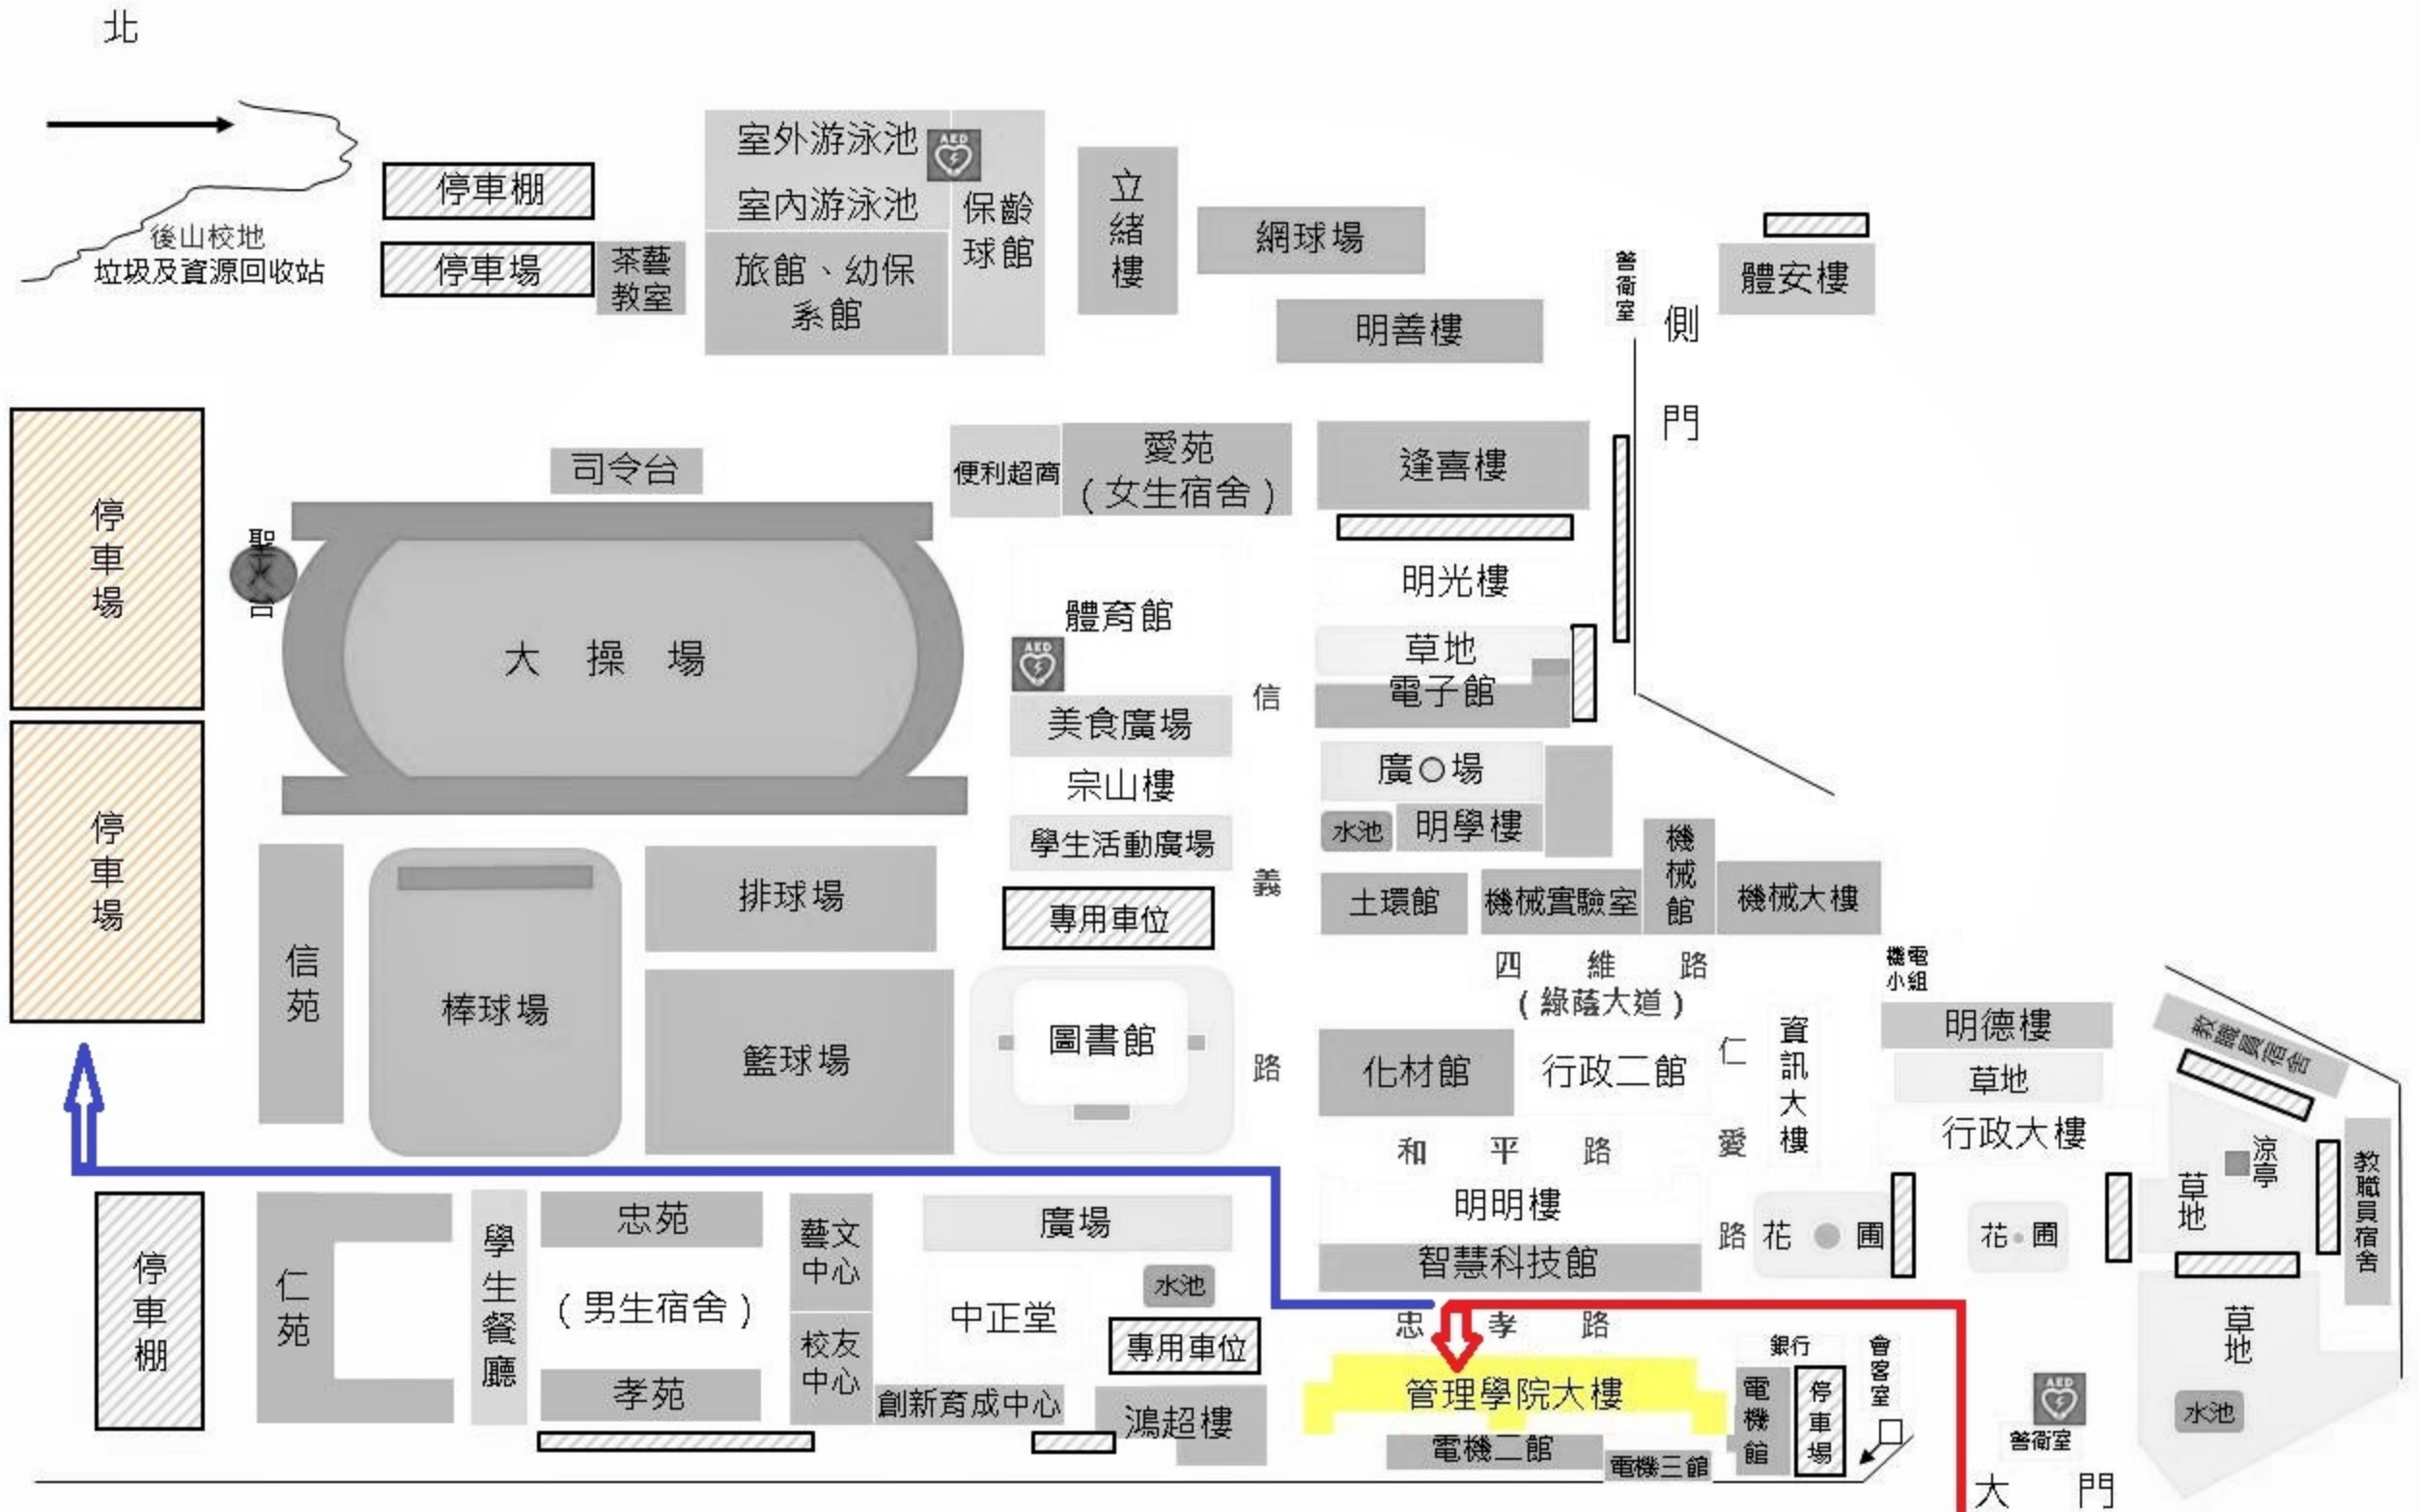 北
後山校地
垃圾及資源回收站
停車棚
停車場
茶藝
教室
室外游泳池
AED
室內游泳池
旅館、幼保
系館
保齡
球館
立緒樓
網球場
明善樓
警衛室
側門
體安樓
停車場
停車場
司令台
聖火台
大操場
便利超商
愛苑
(女生宿舍)
逢喜樓
明光樓
體育館
AED
草地
電子館
美食廣場
宗山樓
學生活動廣場
專用車位
信義路
廣場
水池
明學樓
土環館
機械實驗室
機械館
機械大樓
信苑
棒球場
排球場
籃球場
圖書館
四維路
(綠蔭大道)
機電
小組
化材館
行政二館
仁愛路
資訊大樓
明德樓
草地
行政大樓
教職員宿舍
涼亭
草地
教職員宿舍
和平路
明明樓
智慧科技館
花圃
花圃
停車棚
仁苑
學生餐廳
忠苑
(男生宿舍)
孝苑
藝文
中心
校友
中心
廣場
中正堂
水池
專用車位
創新育成中心
鴻超樓
忠孝路
管理學院大樓
電機二館
電機三館
銀行
電機館
停車場
會客室
AED
警衛室
草地
水池
大門